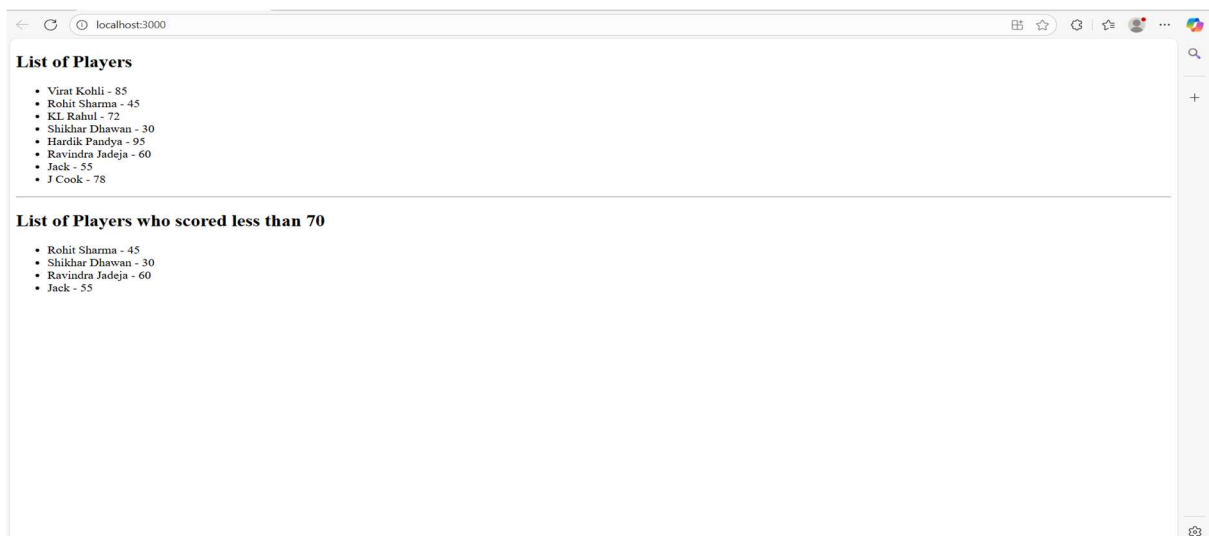 localhost:3000
List of Players
• Virat Kohli - 85
• Rohit Sharma - 45
• KL Rahul - 72
• Shikhar Dhawan - 30
• Hardik Pandya - 95
• Ravindra Jadeja - 60
• Jack - 55
• J Cook - 78
List of Players who scored less than 70
• Rohit Sharma - 45
• Shikhar Dhawan - 30
• Ravindra Jadeja - 60
• Jack - 55